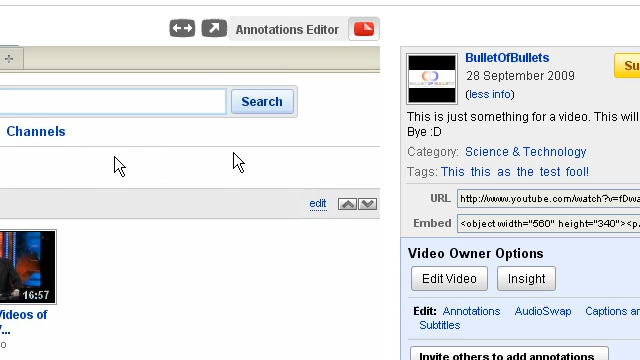 Annotations Editor
Search
Channels
edit
16:57
Videos of
BulletOfBullets
28 September 2009
(less info)
This is just something for a video. This will
Bye :D
Category: Science & Technology
Tags: This this as the test fool!
URL http://www.youtube.com/watch?v=fDwa
Embed <object width="560" height="340"><p
Video Owner Options
Edit Video Insight
Edit: Annotations AudioSwap Captions an
Subtitles
Invite others to add annotations